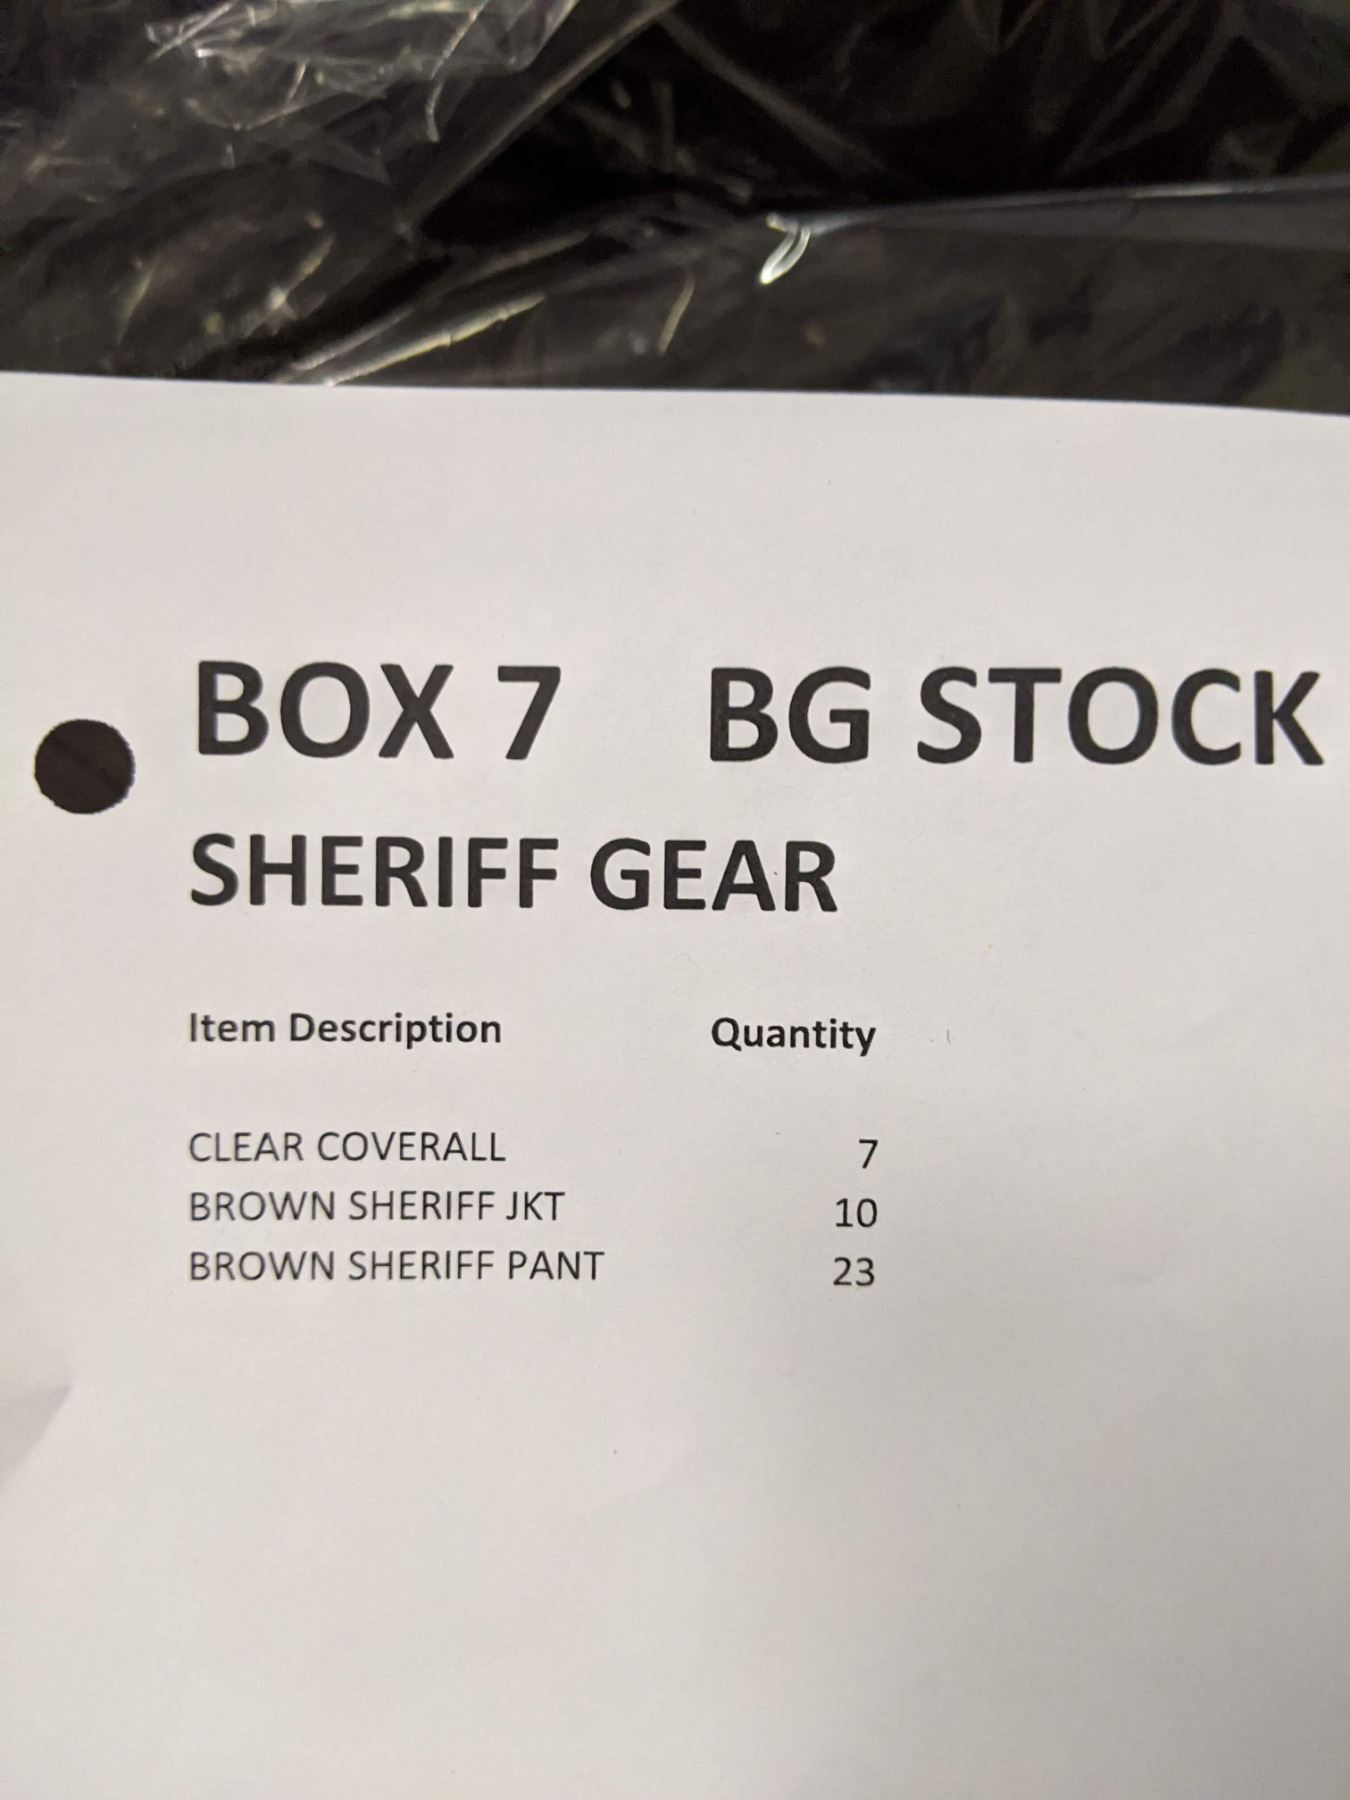 BOX 7 BG STOCK
SHERIFF GEAR
Item Description Quantity
CLEAR COVERALL 7
BROWN SHERIFF JKT 10
BROWN SHERIFF PANT 23